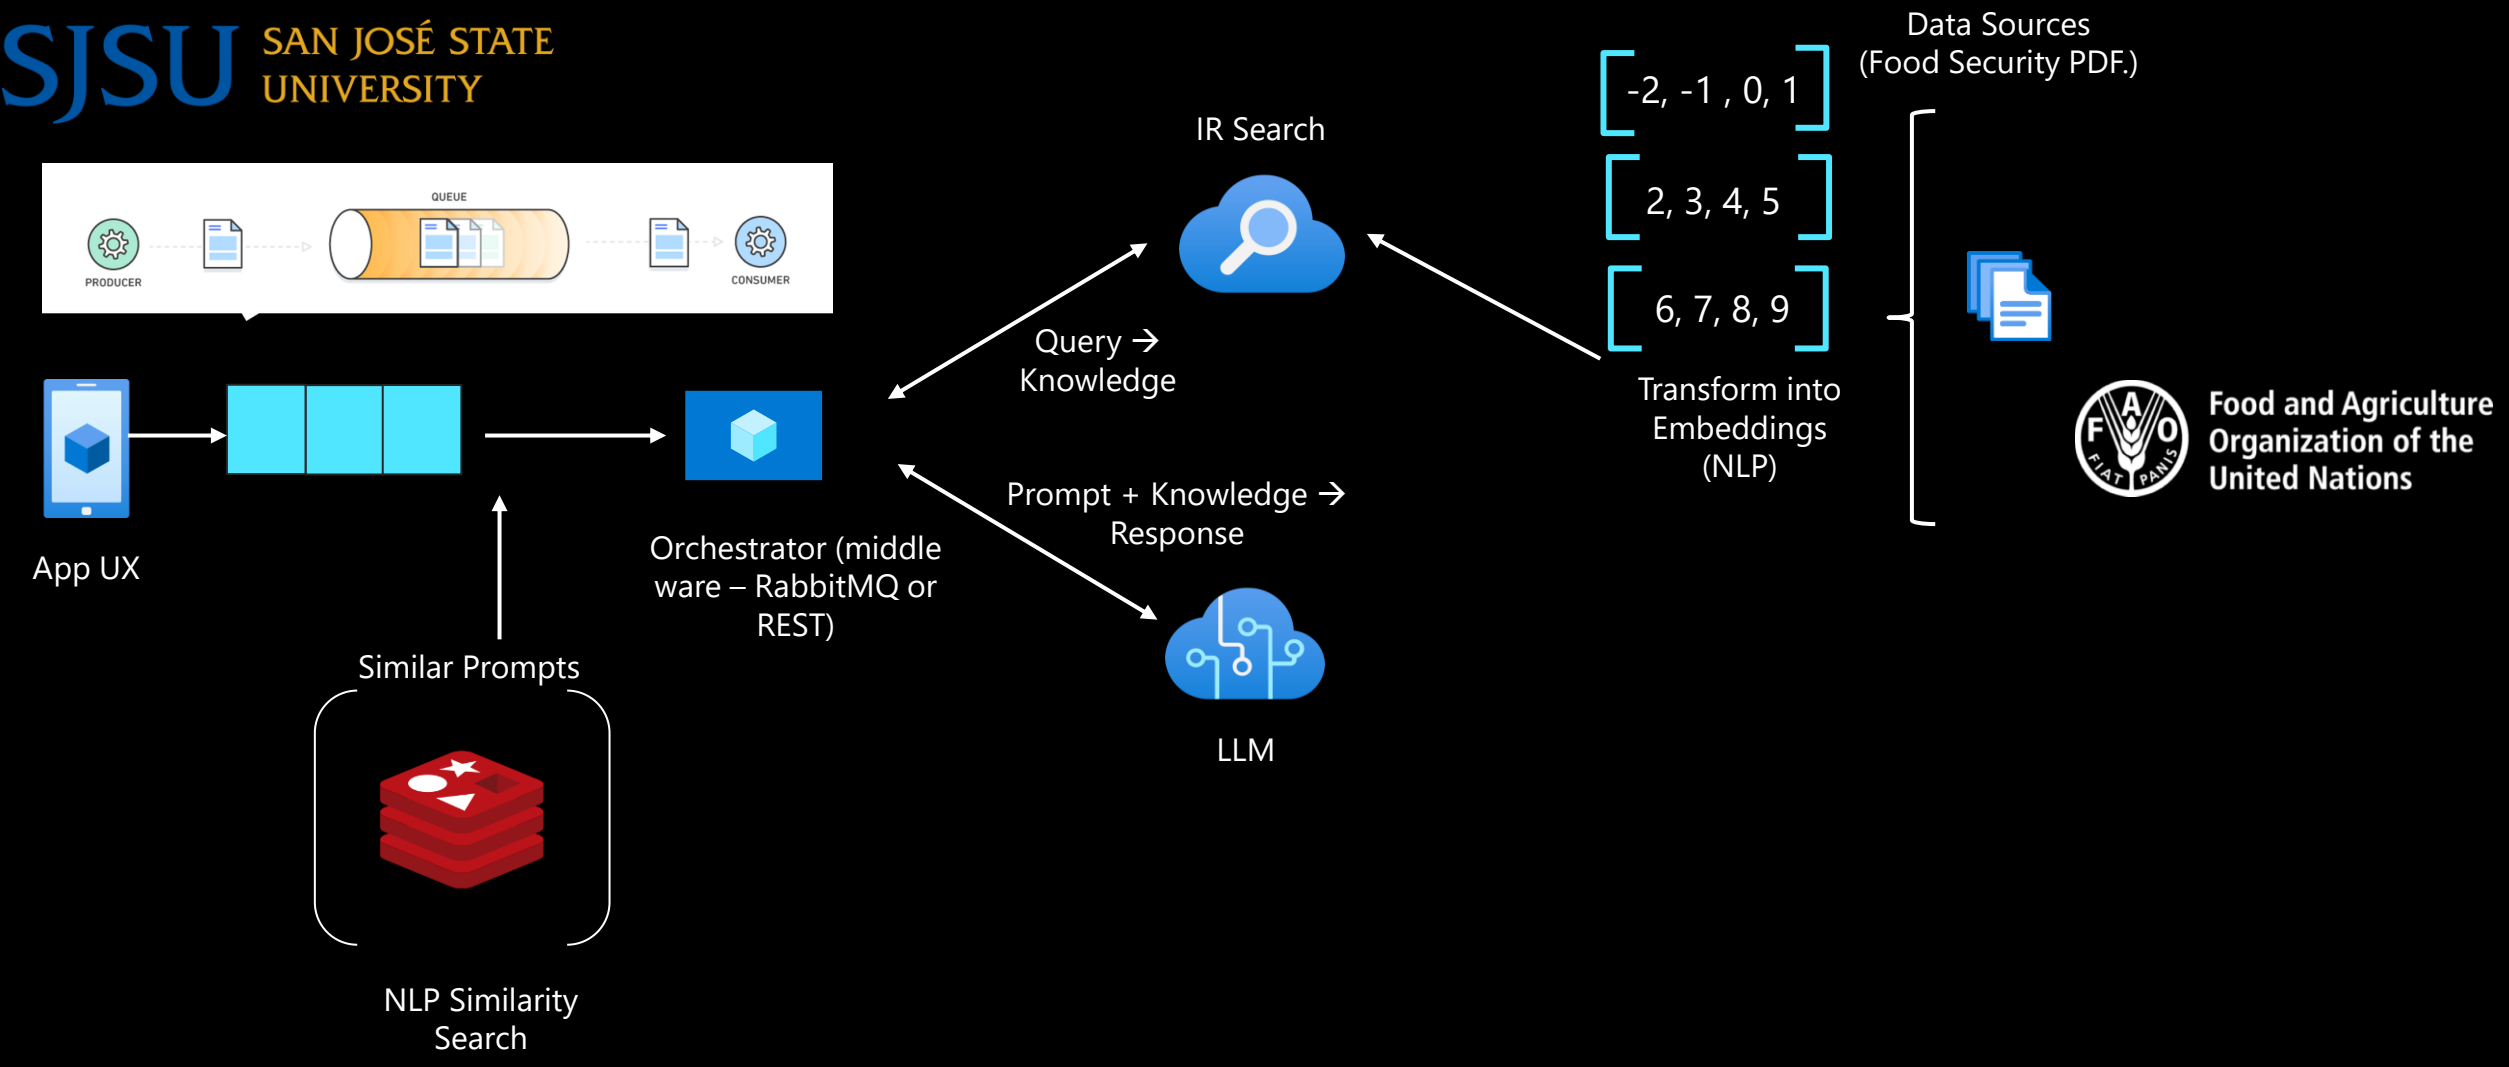 SJSU SAN JOSÉ STATE
UNIVERSITY
QUEUE
PRODUCER
CONSUMER
App UX
Orchestrator (middle
ware – RabbitMQ or
REST)
Similar Prompts
NLP Similarity
Search
IR Search
Query →
Knowledge
Prompt + Knowledge →
Response
LLM
-2, -1 , 0, 1
2, 3, 4, 5
6, 7, 8, 9
Transform into
Embeddings
(NLP)
Data Sources
(Food Security PDF.)
F A O
FIAT PANIS
Food and Agriculture
Organization of the
United Nations